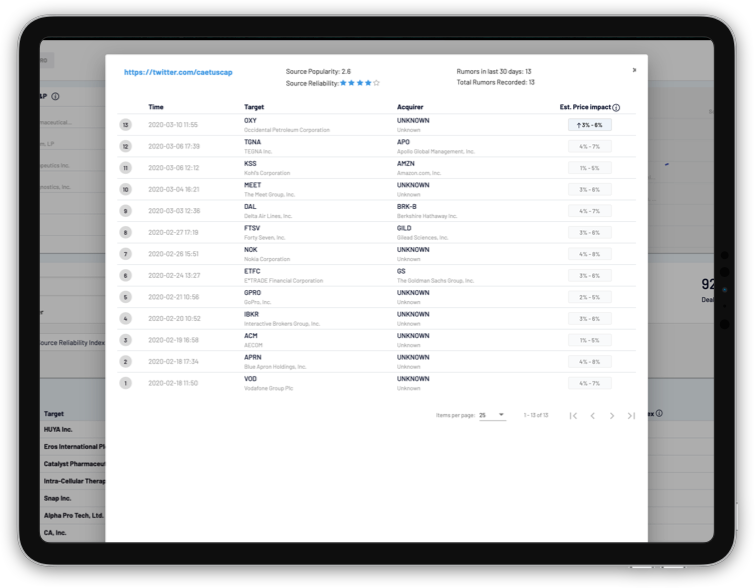 https://twitter.com/caetuscap
Source Popularity: 2.6
Source Reliability:
Rumors in last 30 days: 13
Total Rumors Recorded: 13
Time Target Acquirer Est. Price impact
13 2020-03-10 11:55 OXY UNKNOWN ↑ 3% - 6%
Occidental Petroleum Corporation Unknown
12 2020-03-06 17:39 TGNA APO 4% - 7%
TEGNA Inc. Apollo Global Management, Inc.
11 2020-03-06 12:12 KSS AMZN 1% - 5%
Kohl's Corporation Amazon.com, Inc.
10 2020-03-04 16:21 MEET UNKNOWN 3% - 6%
The Meet Group, Inc. Unknown
9 2020-03-03 12:36 DAL BRK-B 4% - 7%
Delta Air Lines, Inc. Berkshire Hathaway Inc.
8 2020-02-27 17:19 FTSV GILD 3% - 6%
Forty Seven, Inc. Gilead Sciences, Inc.
7 2020-02-26 15:51 NOK UNKNOWN 4% - 8%
Nokia Corporation Unknown
6 2020-02-24 13:27 ETFC GS 3% - 6%
E*TRADE Financial Corporation The Goldman Sachs Group, Inc.
5 2020-02-21 10:56 GPRO UNKNOWN 2% - 5%
GoPro, Inc. Unknown
4 2020-02-20 10:52 IBKR UNKNOWN 3% - 6%
Interactive Brokers Group, Inc. Unknown
3 2020-02-19 16:58 ACM UNKNOWN 1% - 5%
AECOM Unknown
2 2020-02-18 17:34 APRN UNKNOWN 4% - 8%
Blue Apron Holdings, Inc. Unknown
1 2020-02-18 11:50 VOD UNKNOWN 4% - 7%
Vodafone Group Plc Unknown
Items per page: 25 1 - 13 of 13
LP
maceutical...
m. LP
apeutics Inc.
92
Deal
ource Reliability Index
ex
Target
HUYA Inc.
Eros International Pl
Catalyst Pharmaceut
Intra-Cellular Therap
Snap Inc.
Alpha Pro Tech, Ltd.
CA, Inc.